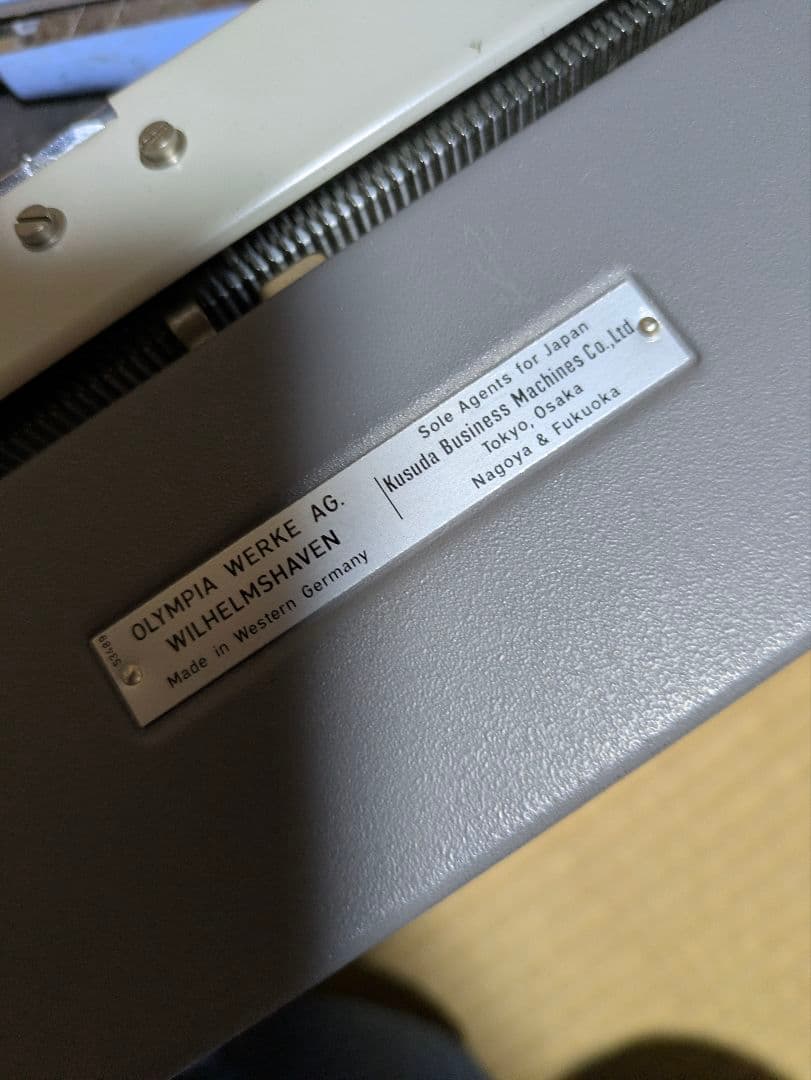 OLYMPIA WERKE AG.
WILHELMSHAVEN
Made in Western Germany
Sole Agents for Japan
Kusuda Business Machines Co.,Ltd
Tokyo, Osaka
Nagoya & Fukuoka